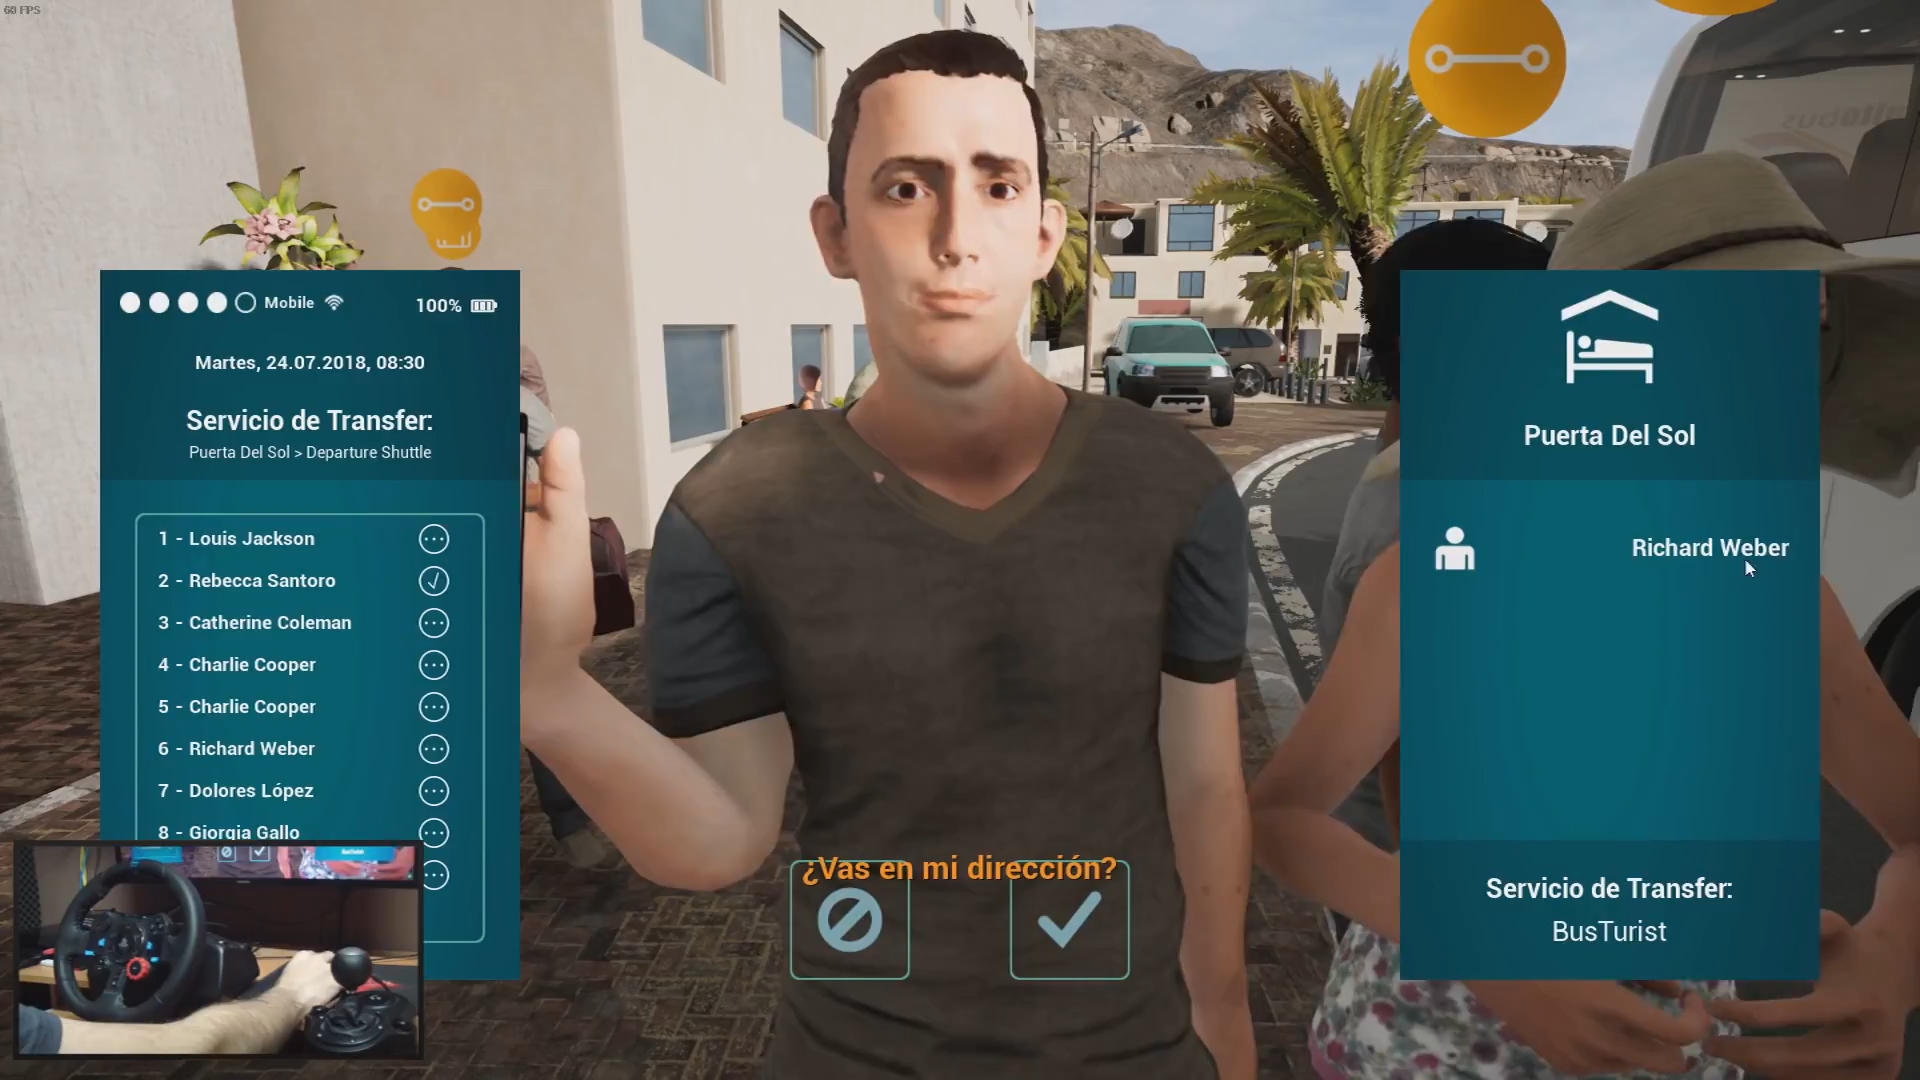 60 FPS
Mobile
100%
Martes, 24.07.2018, 08:30
Servicio de Transfer:
Puerta Del Sol > Departure Shuttle
1 - Louis Jackson
2 - Rebecca Santoro
3 - Catherine Coleman
4 - Charlie Cooper
5 - Charlie Cooper
6 - Richard Weber
7 - Dolores López
8 - Giorgia Gallo
¿Vas en mi dirección?
Puerta Del Sol
Richard Weber
Servicio de Transfer:
BusTurist